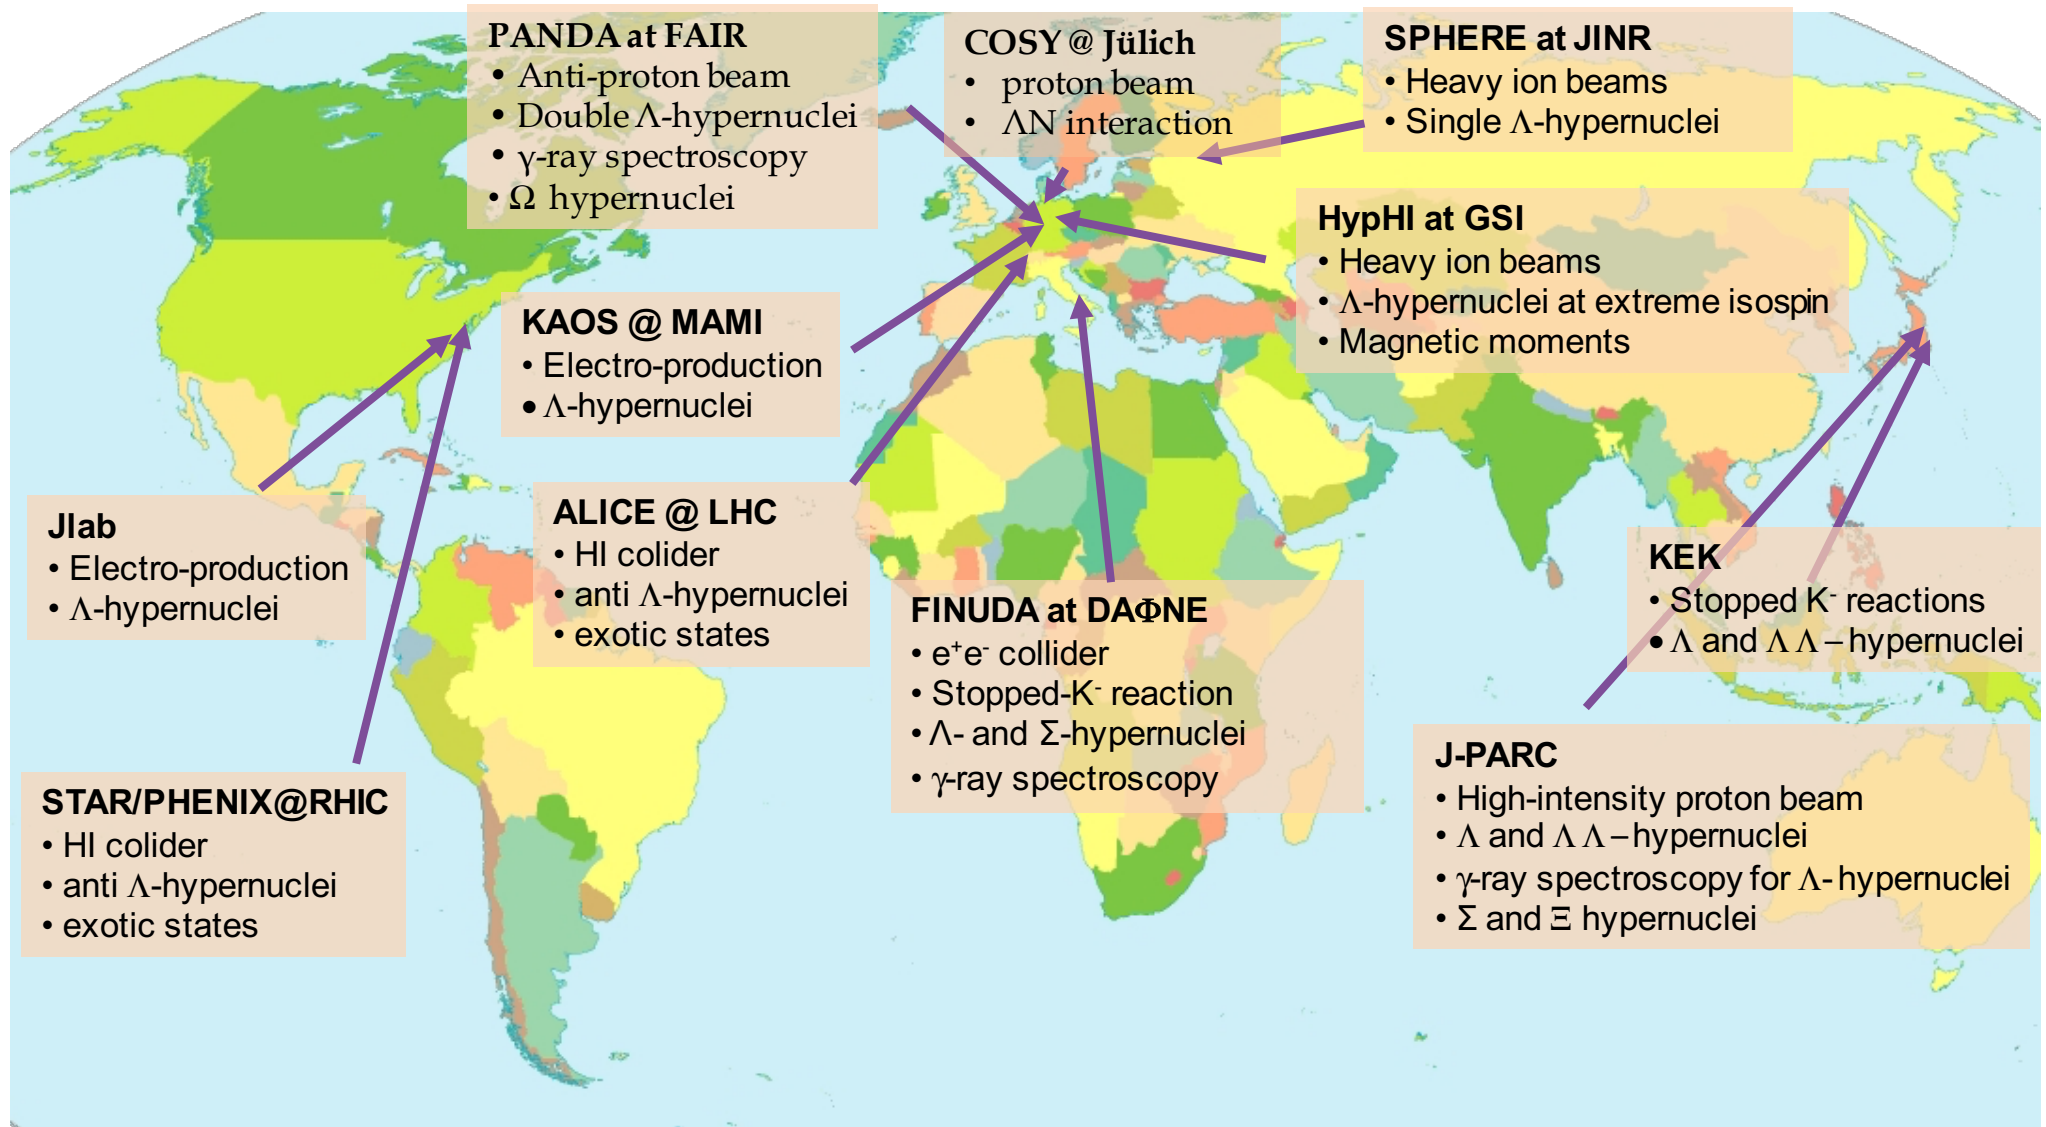 PANDA at FAIR
• Anti-proton beam
• Double Λ-hypernuclei
• γ-ray spectroscopy
• Ω hypernuclei
COSY @ Jülich
• proton beam
• ΛN interaction
SPHERE at JINR
• Heavy ion beams
• Single Λ-hypernuclei
HypHI at GSI
• Heavy ion beams
• Λ-hypernuclei at extreme isospin
• Magnetic moments
KAOS @ MAMI
• Electro-production
• Λ-hypernuclei
Jlab
• Electro-production
• Λ-hypernuclei
ALICE @ LHC
• HI colider
• anti Λ-hypernuclei
• exotic states
FINUDA at DAΦNE
• e⁺e⁻ collider
• Stopped-K⁻ reaction
• Λ- and Σ-hypernuclei
• γ-ray spectroscopy
KEK
• Stopped K⁻ reactions
• Λ and Λ Λ – hypernuclei
STAR/PHENIX@RHIC
• HI colider
• anti Λ-hypernuclei
• exotic states
J-PARC
• High-intensity proton beam
• Λ and Λ Λ – hypernuclei
• γ-ray spectroscopy for Λ- hypernuclei
• Σ and Ξ hypernuclei